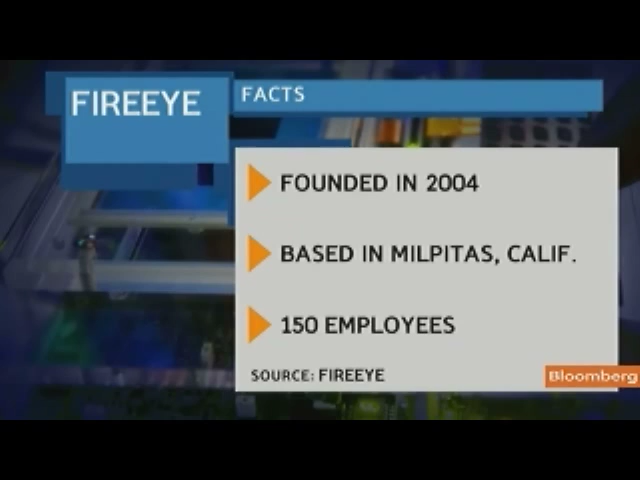 FIREEYE
FACTS
FOUNDED IN 2004
BASED IN MILPITAS, CALIF.
150 EMPLOYEES
SOURCE: FIREEYE
Bloomberg